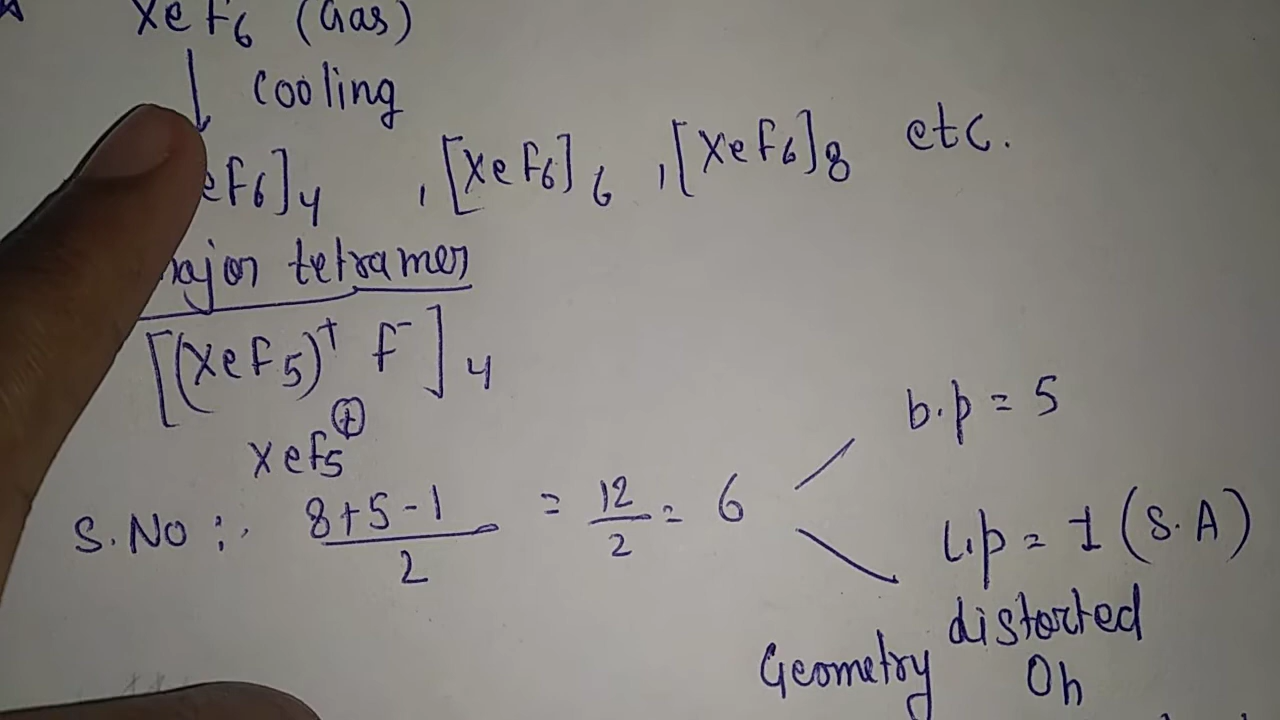 XeF6 (Gas)
Cooling
eF6]4 , [XeF6]6 , [XeF6]8 etc.
ajor tetramer
[(XeF5)+ F-]4
XeF5⊕
b.p = 5
S.No :- 8+5-1/2 = 12/2 = 6
l.p = 1 (S.A)
distorted
Geometry Oh